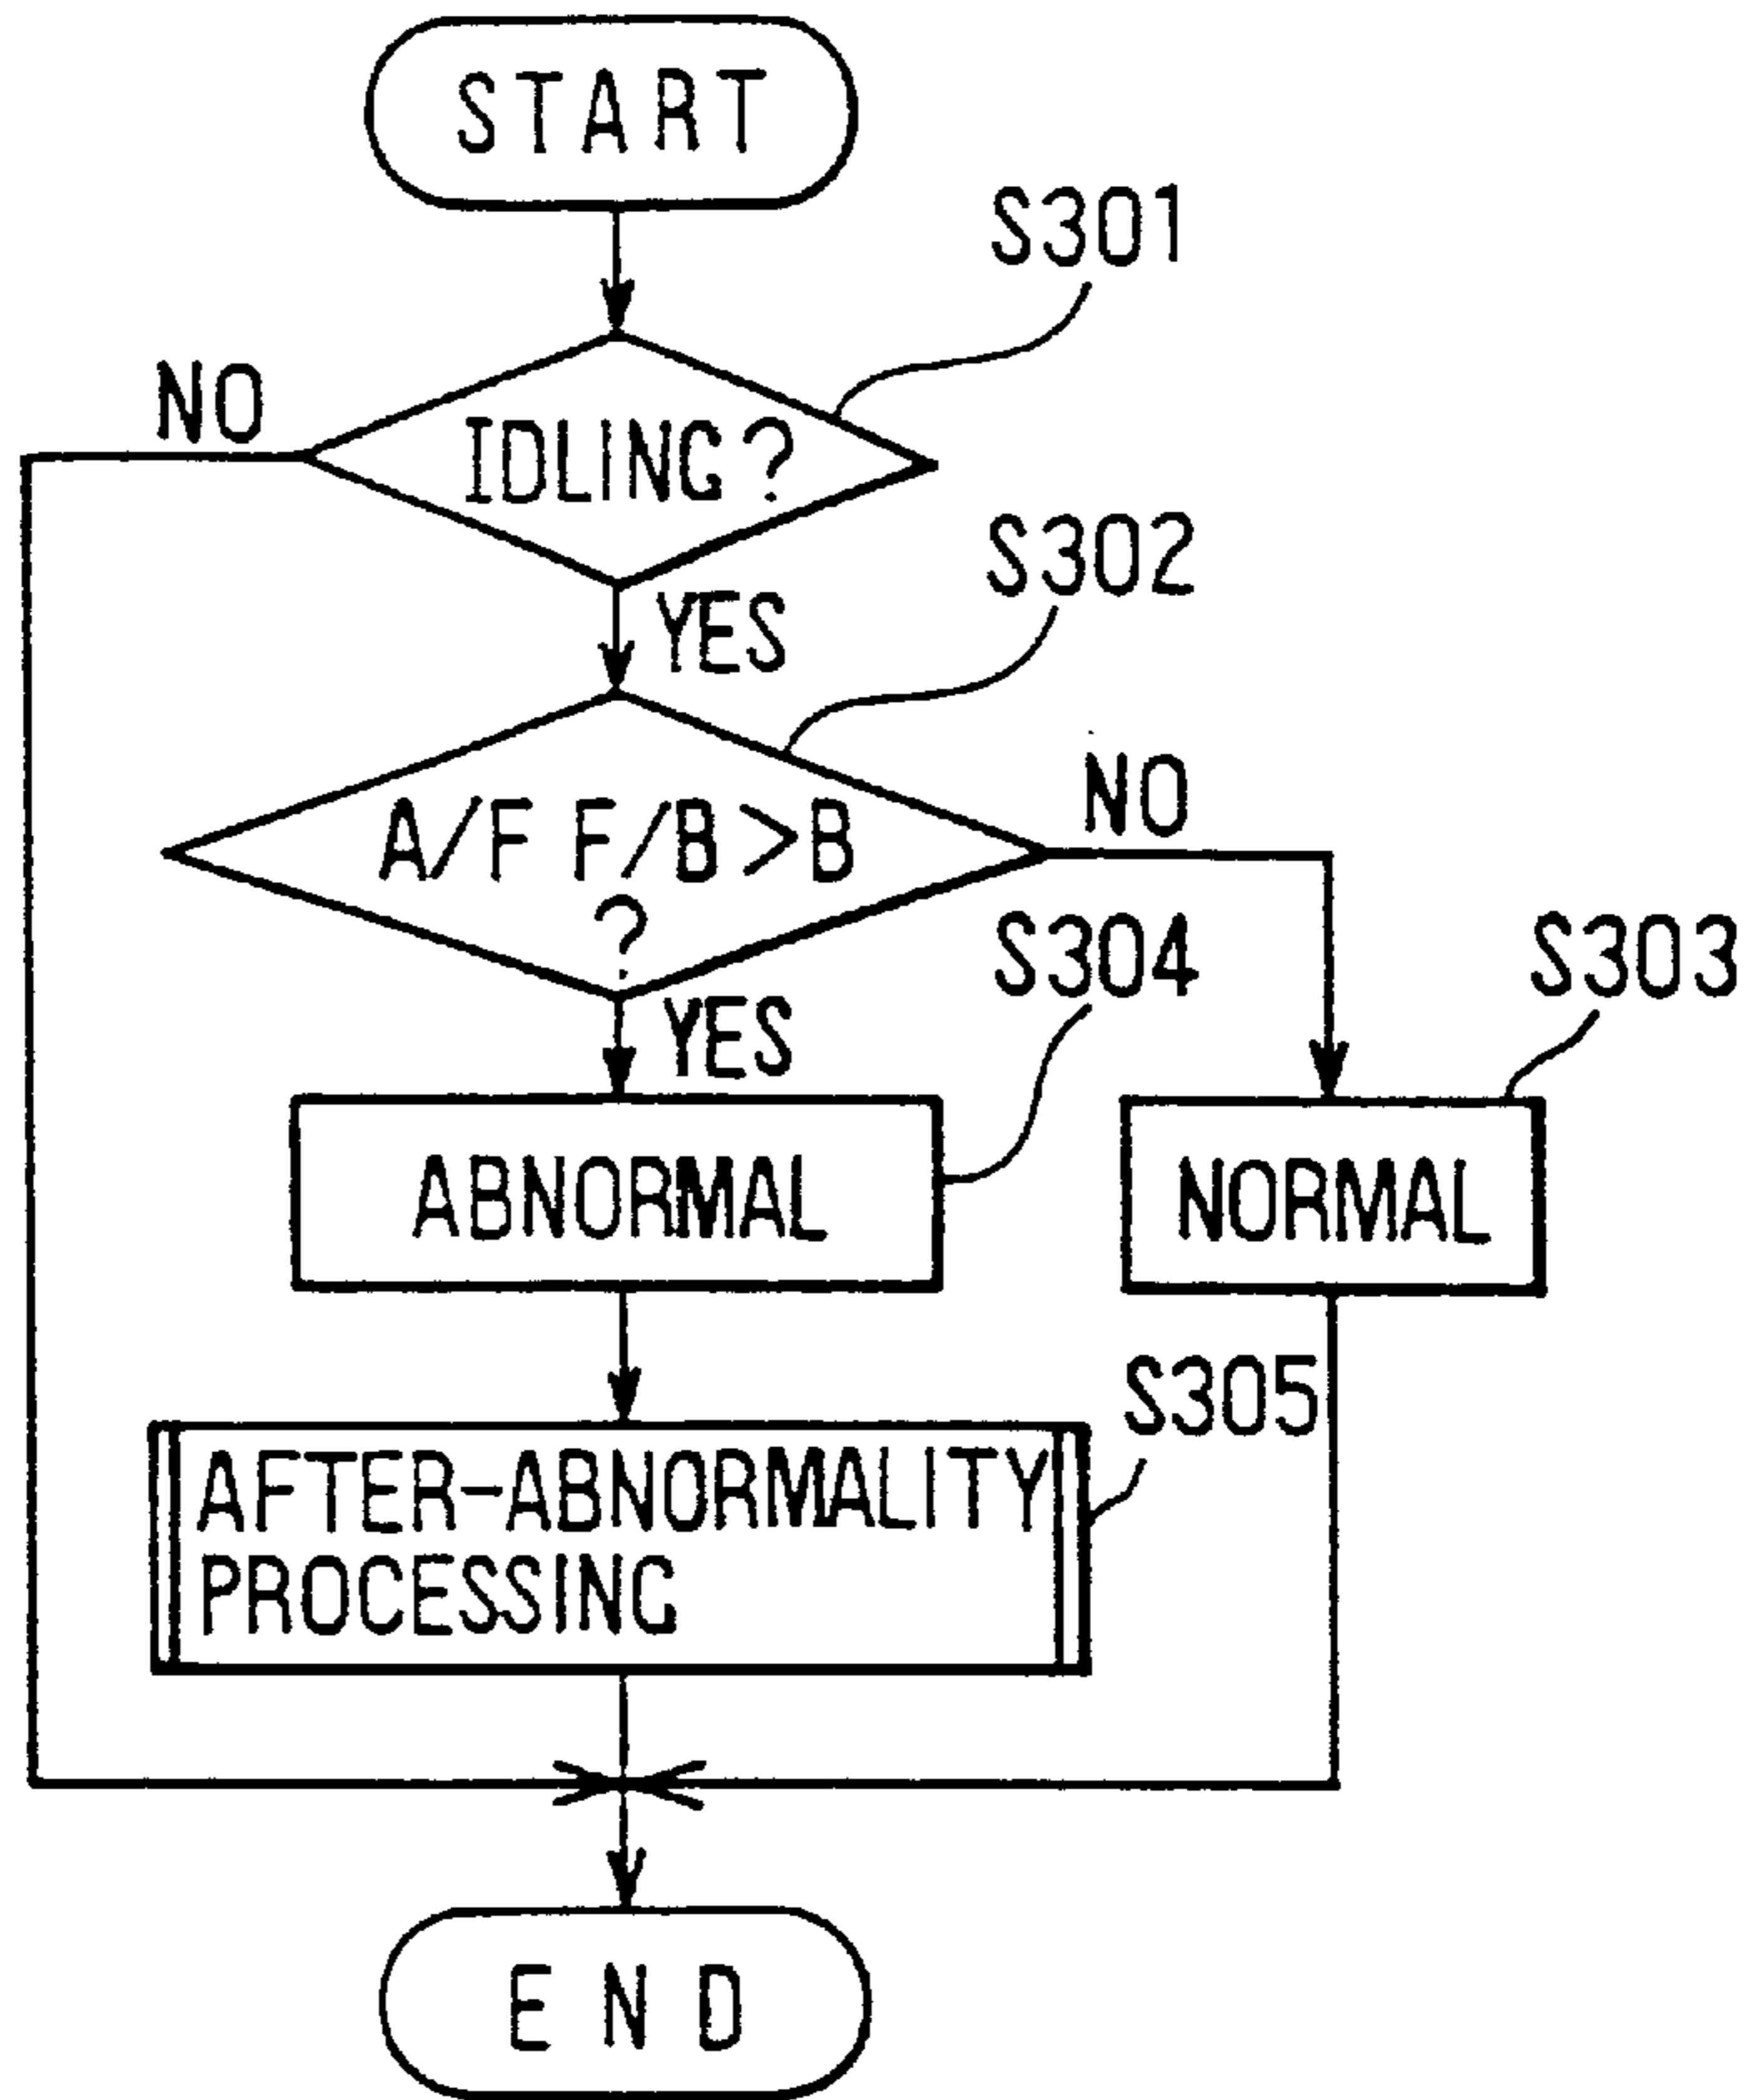 START
S301
NO
IDLING?
S302
YES
NO
A/F F/B>B
?
S304
S303
YES
ABNORMAL
NORMAL
S305
AFTER-ABNORMALITY
PROCESSING
END